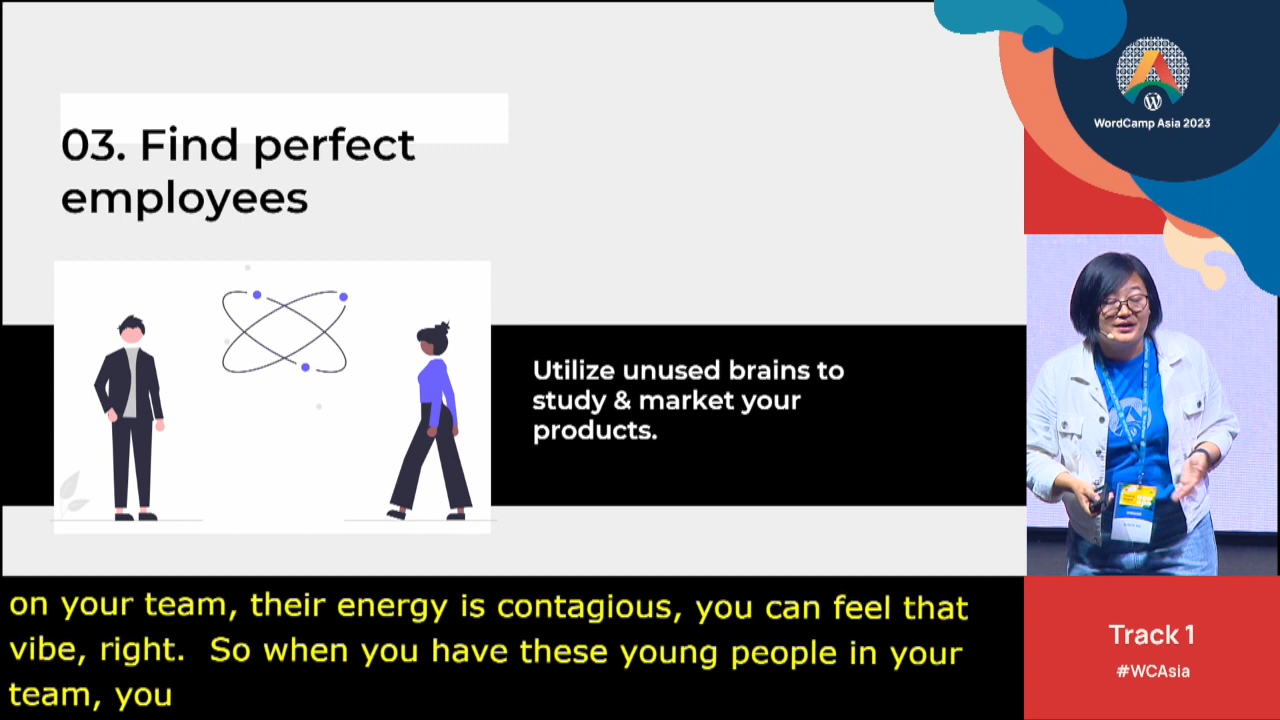 03. Find perfect
employees
Utilize unused brains to
study & market your
products.
WordCamp Asia 2023
on your team, their energy is contagious, you can feel that
vibe, right.  So when you have these young people in your
team, you
Track 1
#WCAsia